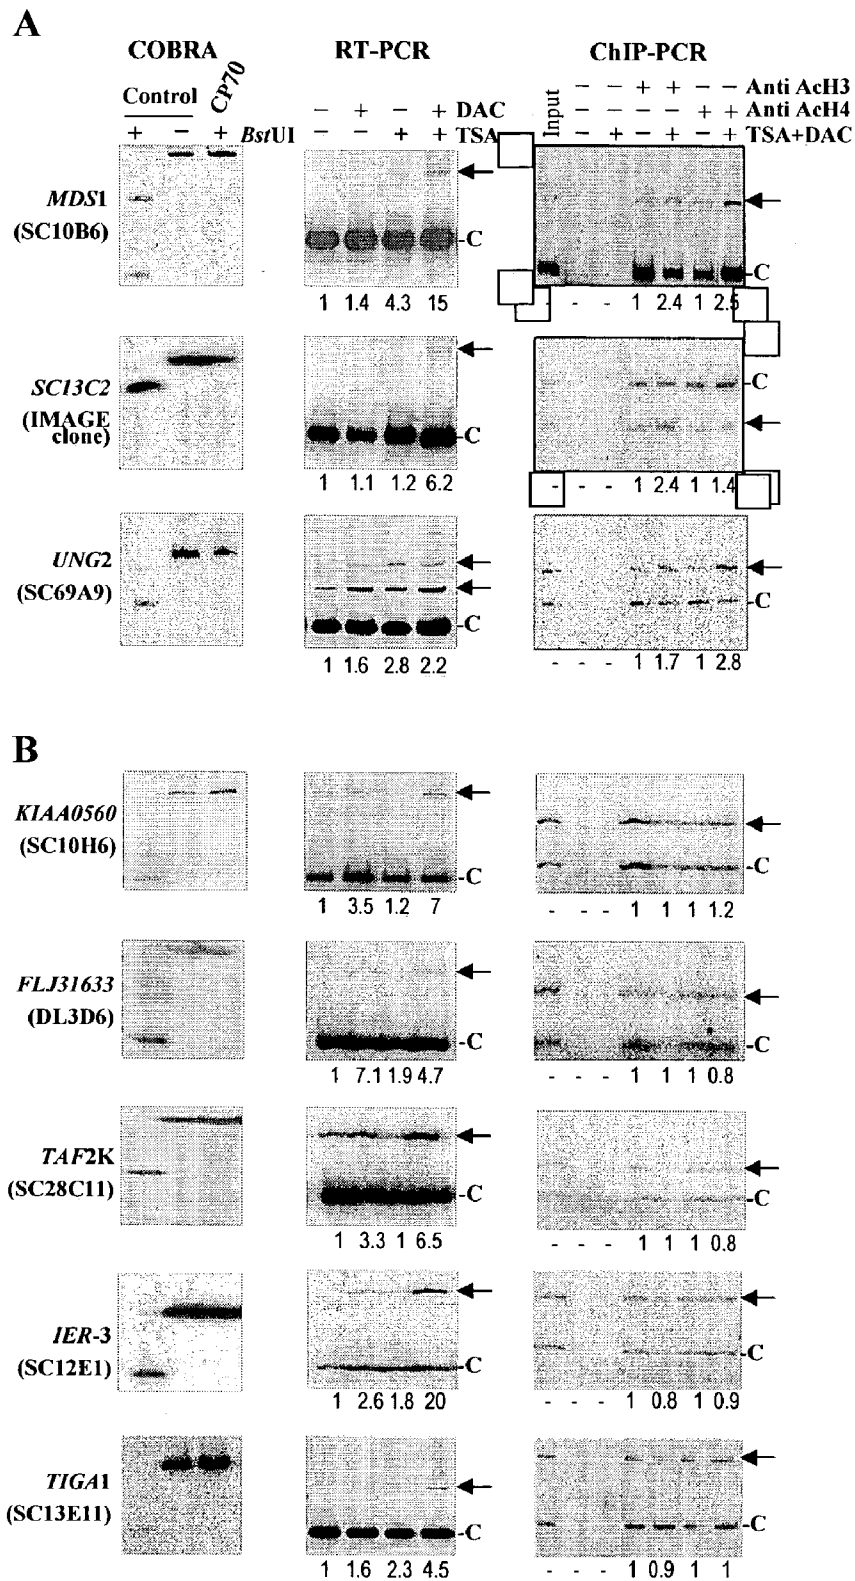 A
COBRA RT-PCR ChIP-PCR
Control CP70
+ − + BstUI
− + − + DAC
− − + + TSA
Input − − + + − − Anti AcH3
− − − − + + Anti AcH4
− + − + − + TSA+DAC
MDS1
(SC10B6)
-C
-C
1 1.4 4.3 15
- - 1 2.4 1 2.5
SC13C2
(IMAGE
clone)
-C
-C
1 1.1 1.2 6.2
- - - 1 2.4 1 1.4
UNG2
(SC69A9)
-C
-C
1 1.6 2.8 2.2
- - - 1 1.7 1 2.8
B
KIAA0560
(SC10H6)
-C
-C
1 3.5 1.2 7
- - - 1 1 1 1.2
FLJ31633
(DL3D6)
-C
-C
1 7.1 1.9 4.7
- - - 1 1 1 0.8
TAF2K
(SC28C11)
-C
-C
1 3.3 1 6.5
- - - 1 1 1 0.8
IER-3
(SC12E1)
-C
-C
1 2.6 1.8 20
- - - 1 0.8 1 0.9
TIGA1
(SC13E11)
-C
-C
1 1.6 2.3 4.5
- - - 1 0.9 1 1